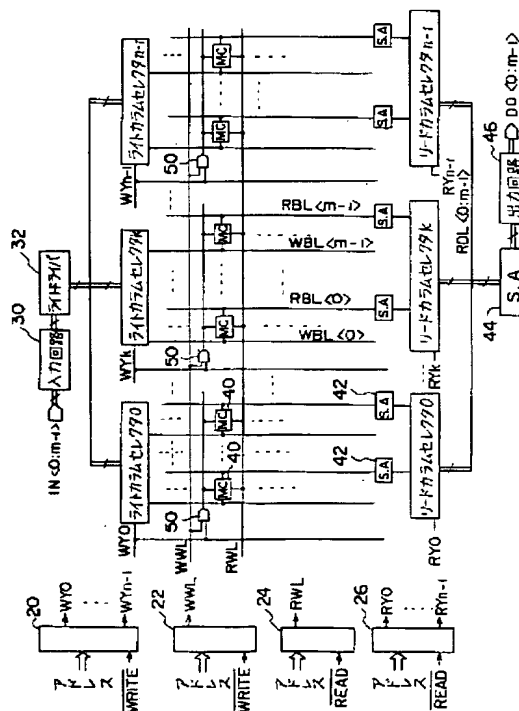 20
アドレス
WRITE
WY0
WYn-1
22
アドレス
WRITE
WWL
24
アドレス
READ
RWL
26
アドレス
READ
RY0
RYn-1
IN<0:m-1>
30
入力回路
32
ライトドライバ
WY0
ライトカラムセレクタ0
WYk
ライトカラムセレクタk
WYn-1
ライトカラムセレクタn-1
WWL
RWL
50
50
50
MC
40
MC
40
MC
MC
MC
MC
WBL<0>
RBL<0>
WBL<m-1>
RBL<m-1>
42
S.A
42
S.A
S.A
S.A
S.A
S.A
RY0
リードカラムセレクタ0
RYk
リードカラムセレクタk
RYn-1
リードカラムセレクタn-1
RDL<0:m-1>
44
S.A
46
出力回路
DO<0:m-1>